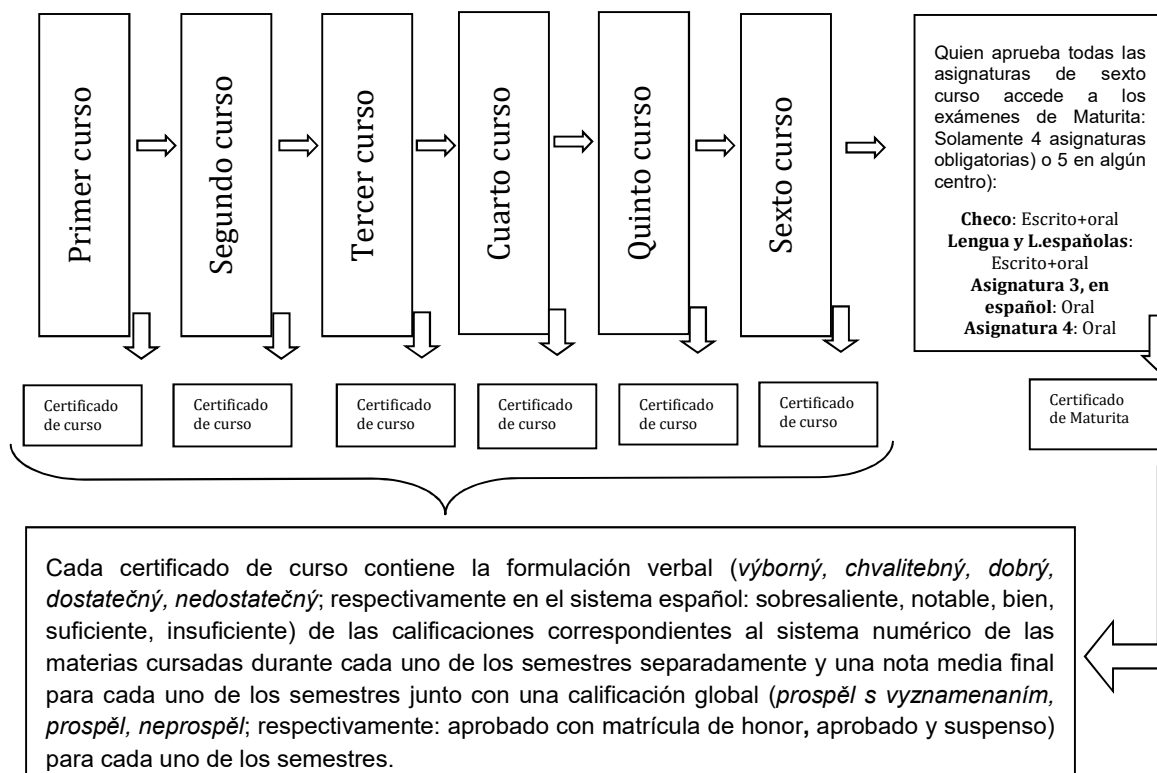 Primer curso
Segundo curso
Tercer curso
Cuarto curso
Quinto curso
Sexto curso
Quien aprueba todas las
asignaturas de sexto
curso accede a los
exámenes de Maturita:
Solamente 4 asignaturas
obligatorias) o 5 en algún
centro):
Checo: Escrito+oral
Lengua y L.españolas:
Escrito+oral
Asignatura 3, en
español: Oral
Asignatura 4: Oral
Certificado
de curso
Certificado
de curso
Certificado
de curso
Certificado
de curso
Certificado
de curso
Certificado
de curso
Certificado
de Maturita
Cada certificado de curso contiene la formulación verbal (výborný, chvalitebný, dobrý,
dostatečný, nedostatečný; respectivamente en el sistema español: sobresaliente, notable, bien,
suficiente, insuficiente) de las calificaciones correspondientes al sistema numérico de las
materias cursadas durante cada uno de los semestres separadamente y una nota media final
para cada uno de los semestres junto con una calificación global (prospěl s vyznamenaním,
prospěl, neprospěl; respectivamente: aprobado con matrícula de honor, aprobado y suspenso)
para cada uno de los semestres.